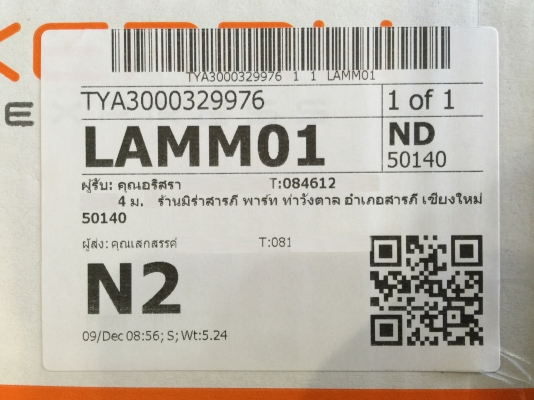 TYA3000329976 1 1 LAMM01
TYA3000329976 1 of 1
LAMM01 ND
50140
ผู้รับ: คุณอริสรา T:084612
4 ม. ร้านมิร่าสารภี พาร์ท ท่าวังตาล อำเภอสารภี เชียงใหม่
50140
ผู้ส่ง: คุณเสกสรรค์ T:081
N2
09/Dec 08:56; S; Wt:5.24